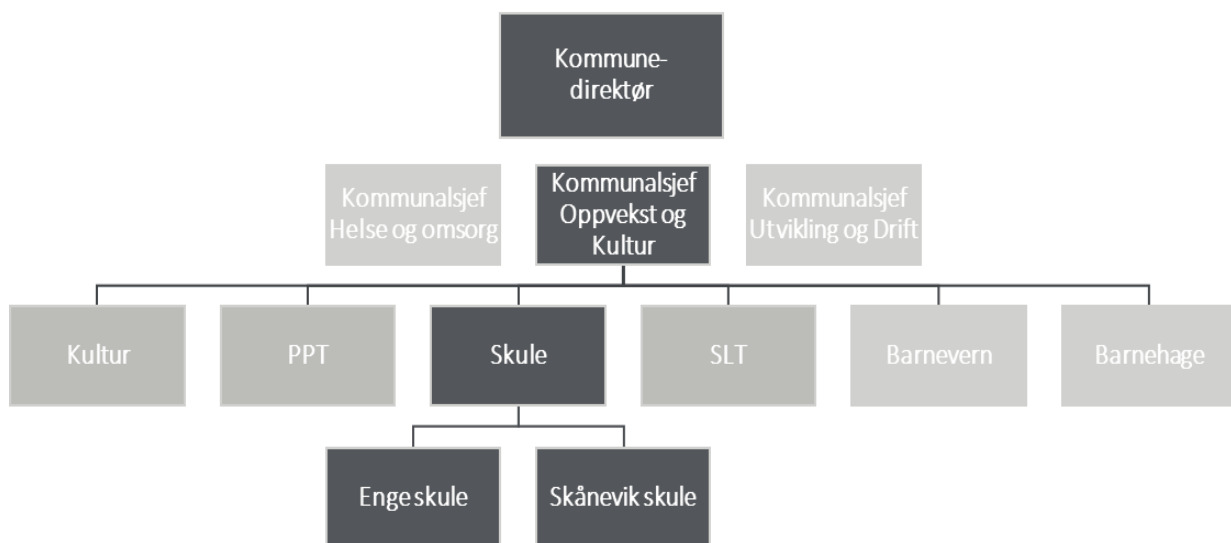 Kommune-
direktør
Kommunalsjef
Helse og omsorg
Kommunalsjef
Oppvekst og
Kultur
Kommunalsjef
Utvikling og Drift
Kultur
PPT
Skule
SLT
Barnevern
Barnehage
Enge skule
Skånevik skule